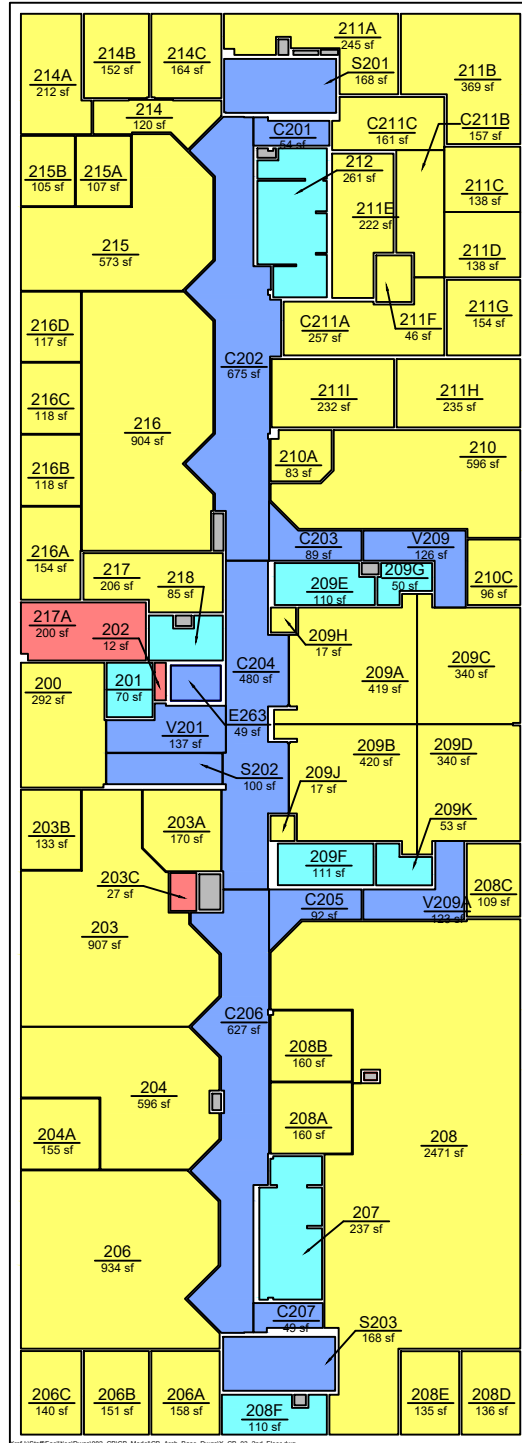 211A
245 sf
214B
152 sf
214C
164 sf
S201
168 sf
214A
212 sf
211B
369 sf
214
120 sf
C201
54 sf
C211C
161 sf
C211B
157 sf
215B
105 sf
215A
107 sf
212
261 sf
211C
138 sf
211E
222 sf
215
573 sf
211D
138 sf
216D
117 sf
C211A
257 sf
211F
46 sf
211G
154 sf
C202
675 sf
216C
118 sf
211I
232 sf
211H
235 sf
216
904 sf
210
596 sf
216B
118 sf
210A
83 sf
216A
154 sf
C203
89 sf
V209
126 sf
217
206 sf
218
85 sf
209E
110 sf
209G
50 sf
210C
96 sf
217A
200 sf
202
12 sf
209H
17 sf
200
292 sf
201
70 sf
C204
480 sf
209A
419 sf
209C
340 sf
E263
49 sf
V201
137 sf
209B
420 sf
209D
340 sf
S202
100 sf
209J
17 sf
209K
53 sf
203B
133 sf
203A
170 sf
209F
111 sf
203C
27 sf
208C
109 sf
C205
92 sf
V209A
123 sf
203
907 sf
C206
627 sf
208B
160 sf
204
596 sf
208A
160 sf
208
2471 sf
204A
155 sf
207
237 sf
206
934 sf
C207
49 sf
S203
168 sf
206C
140 sf
206B
151 sf
206A
158 sf
208E
135 sf
208D
136 sf
208F
110 sf